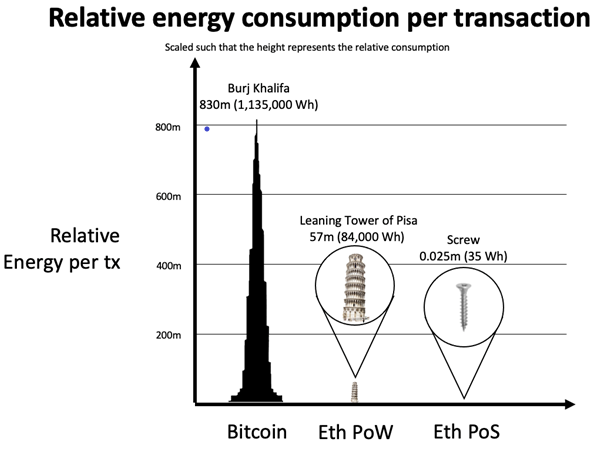 Relative energy consumption per transaction
Scaled such that the height represents the relative consumption
Burj Khalifa
830m (1,135,000 Wh)
800m
600m
Leaning Tower of Pisa
57m (84,000 Wh)
Screw
0.025m (35 Wh)
Relative
Energy per tx
400m
200m
Bitcoin
Eth PoW
Eth PoS